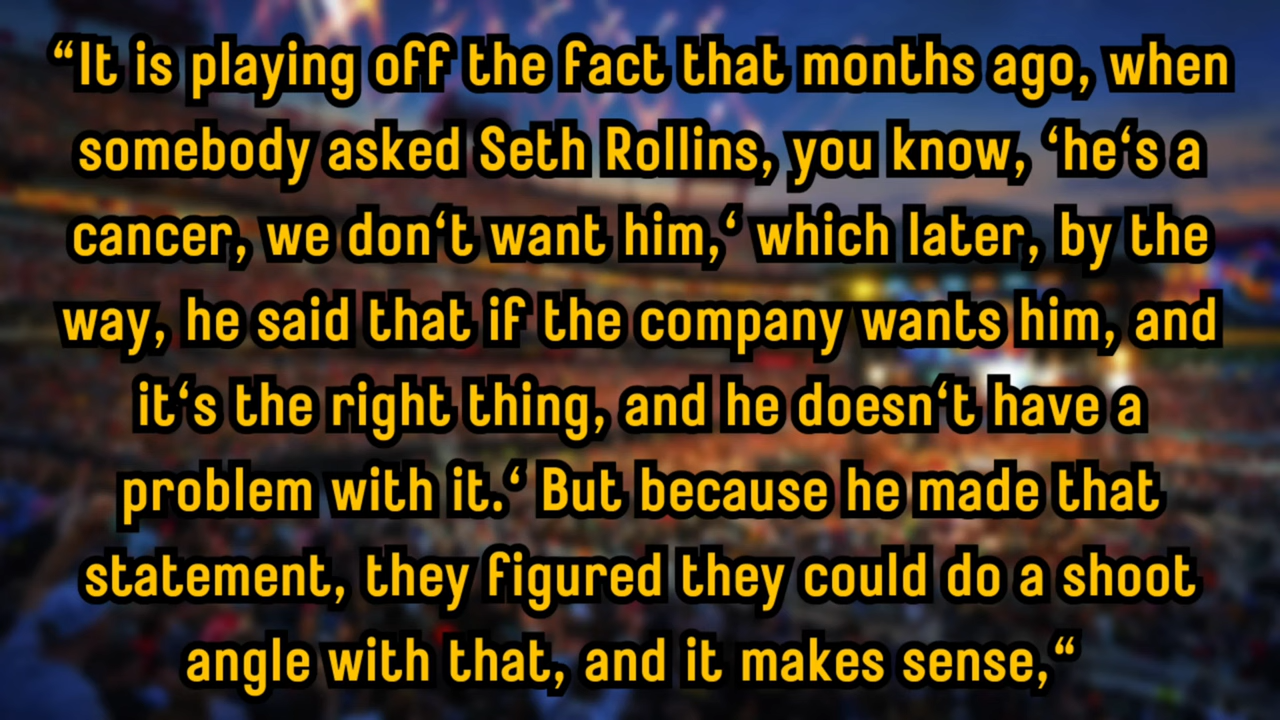 “It is playing off the fact that months ago, when
somebody asked Seth Rollins, you know, ‘he‘s a
cancer, we don‘t want him,‘ which later, by the
way, he said that if the company wants him, and
it‘s the right thing, and he doesn‘t have a
problem with it.‘ But because he made that
statement, they figured they could do a shoot
angle with that, and it makes sense,“